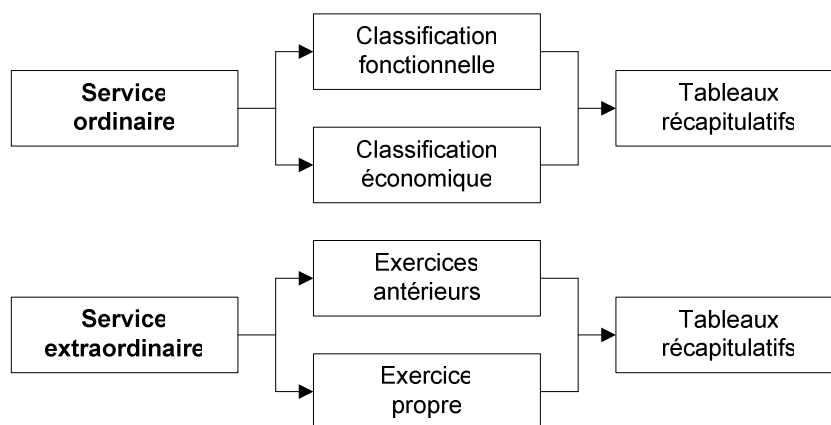 Service
ordinaire
Classification
fonctionnelle
Classification
économique
Tableaux
récapitulatifs
Service
extraordinaire
Exercices
antérieurs
Exercice
propre
Tableaux
récapitulatifs